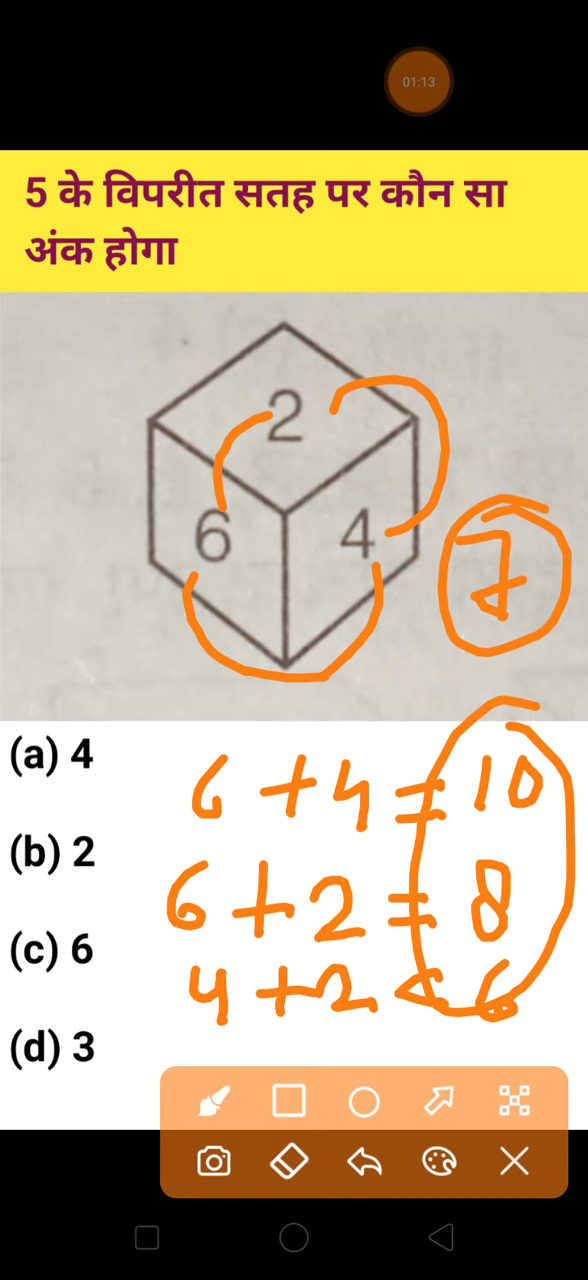 01:13
5 के विपरीत सतह पर कौन सा
अंक होगा
2
6 4
7
(a) 4
6 + 4 = 10
(b) 2
6 + 2 = 8
(c) 6
4 + 2 = 6
(d) 3